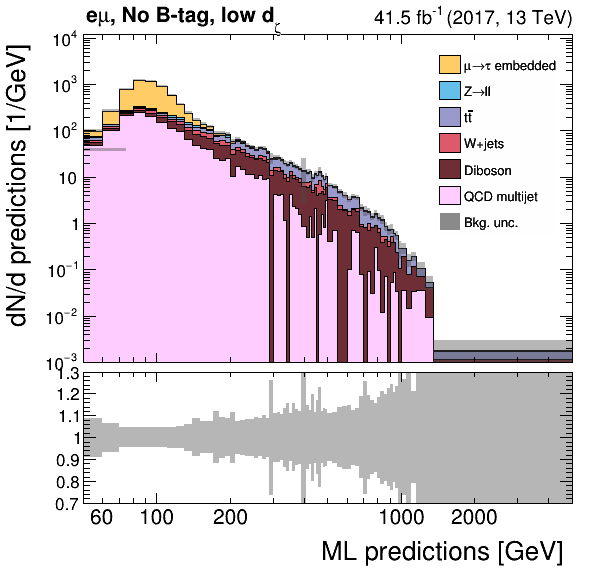 eμ, No B-tag, low dζ
41.5 fb⁻¹ (2017, 13 TeV)
dN/d predictions [1/GeV]
10⁴
10³
10²
10
1
10⁻¹
10⁻²
10⁻³
μ→τ embedded
Z→ll
tt̄
W+jets
Diboson
QCD multijet
Bkg. unc.
1.3
1.2
1.1
1
0.9
0.8
0.7
60 100 200 1000 2000
ML predictions [GeV]